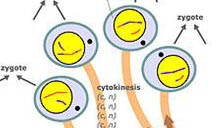 zygote
zygote
cytokinesis
(c, n)
(c, n)
(c, n)
(c, n)